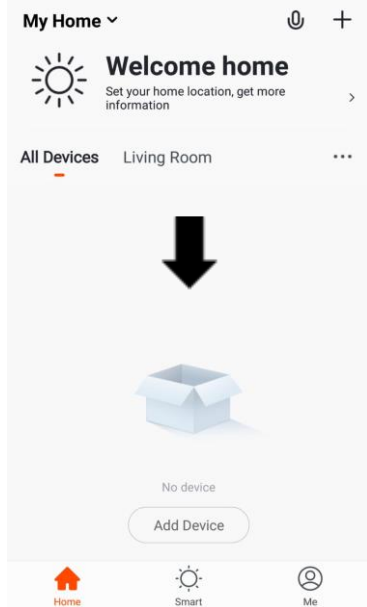 My Home
Welcome home
Set your home location, get more
information
All Devices Living Room
No device
Add Device
Home Smart Me